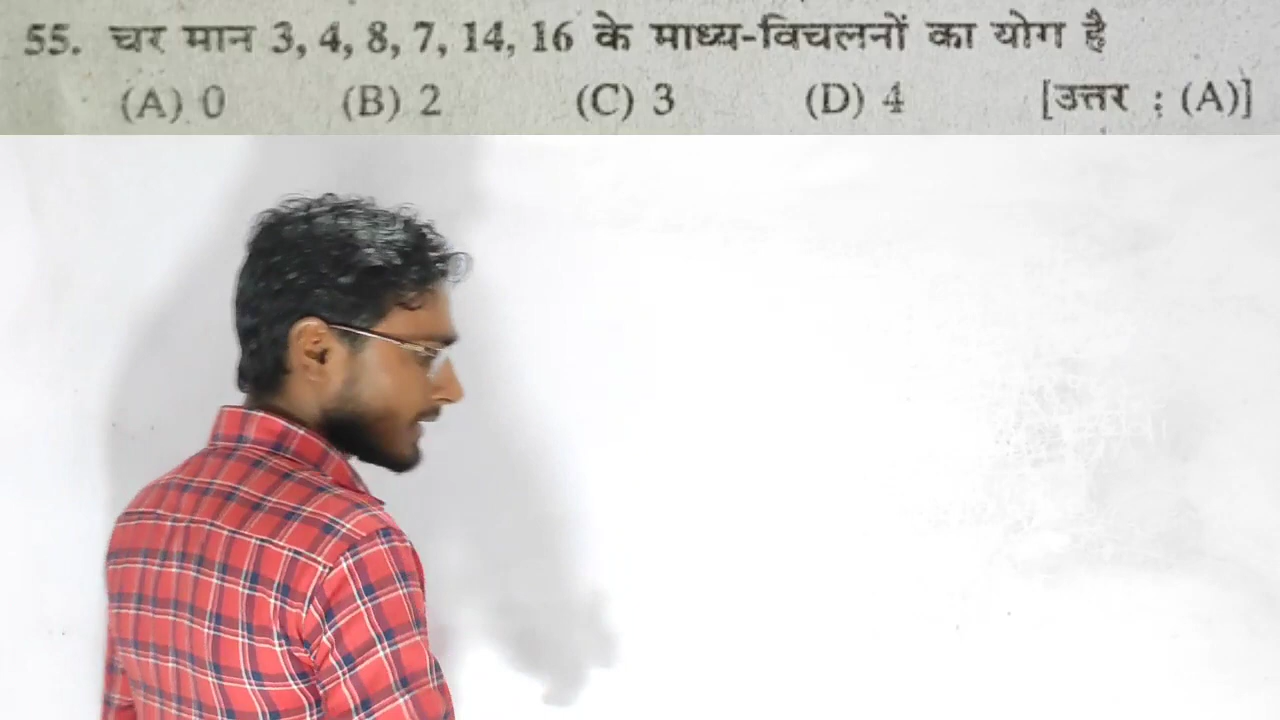 55. चर मान 3, 4, 8, 7, 14, 16 के माध्य-विचलनों का योग है
(A) 0 (B) 2 (C) 3 (D) 4 [उत्तर : (A)]